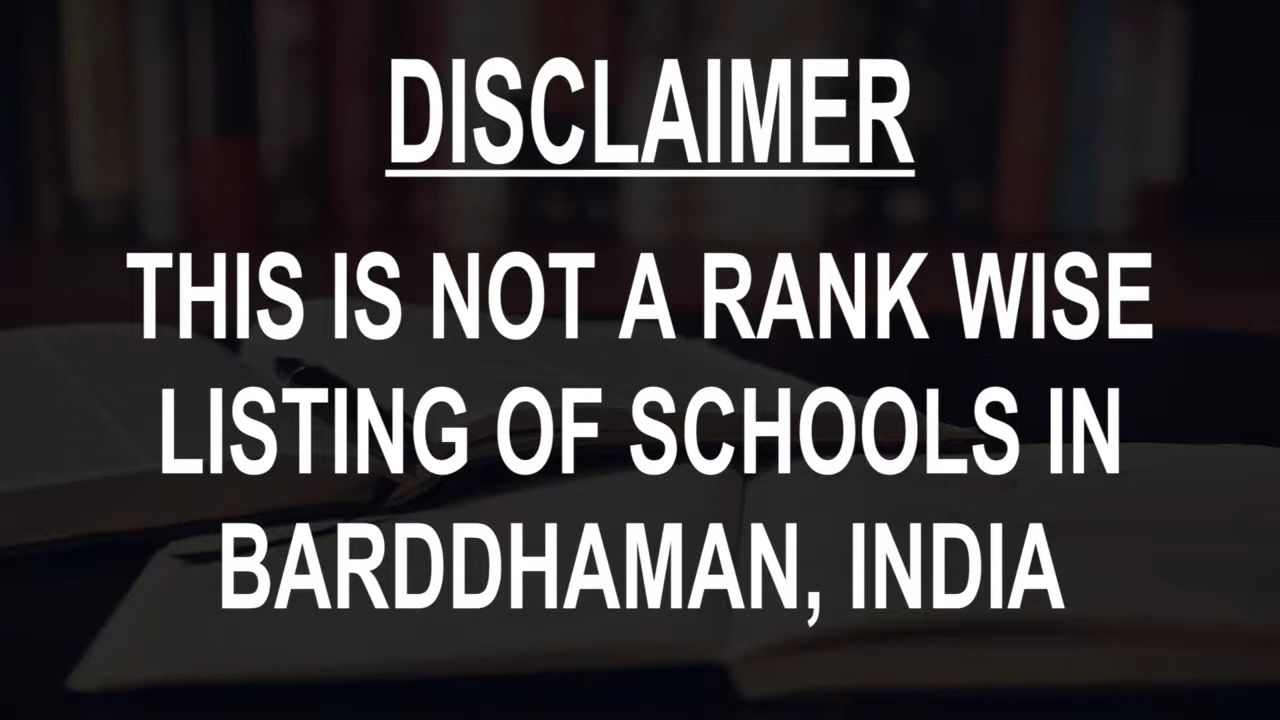 DISCLAIMER
THIS IS NOT A RANK WISE
LISTING OF SCHOOLS IN
BARDDHAMAN, INDIA